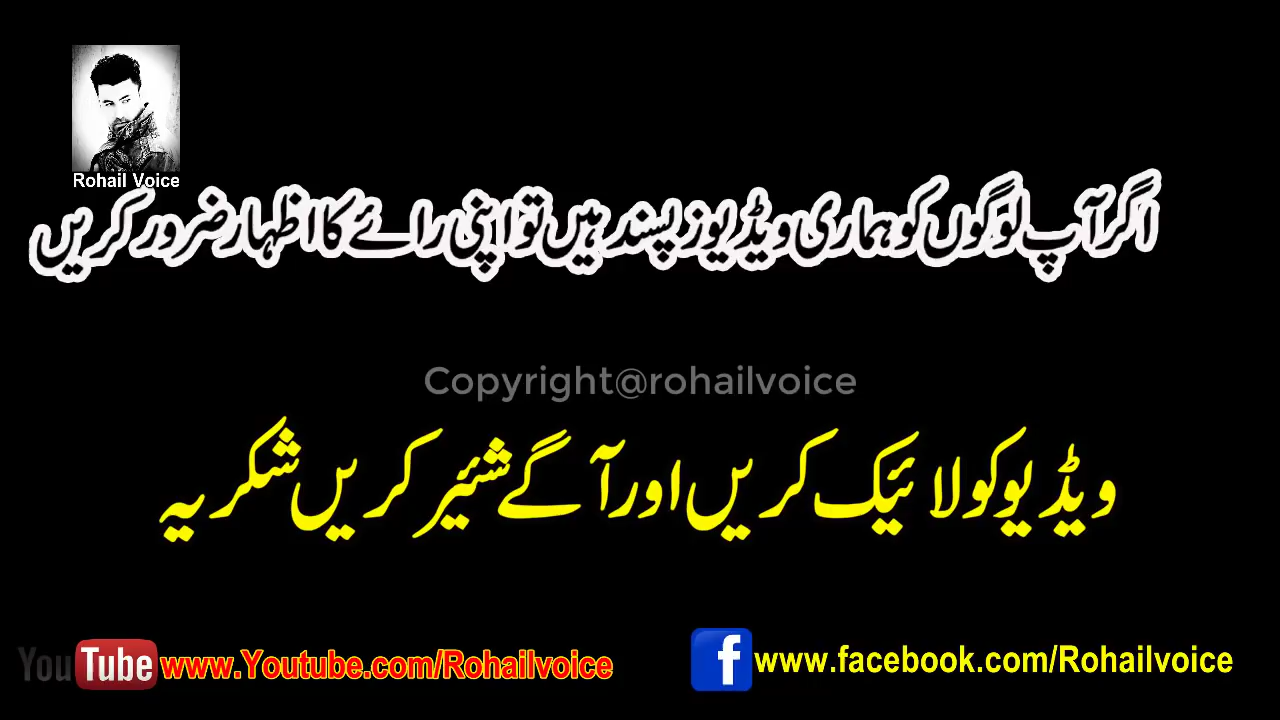 Rohail Voice
اگر آپ لوگوں کو ہماری ویڈیوز پسند ہیں تو اپنی رائے کا اظہار ضرور کریں
Copyright@rohailvoice
ویڈیو کو لائیک کریں اور آگے شئیر کریں شکریہ
YouTube www.Youtube.com/Rohailvoice
f www.facebook.com/Rohailvoice